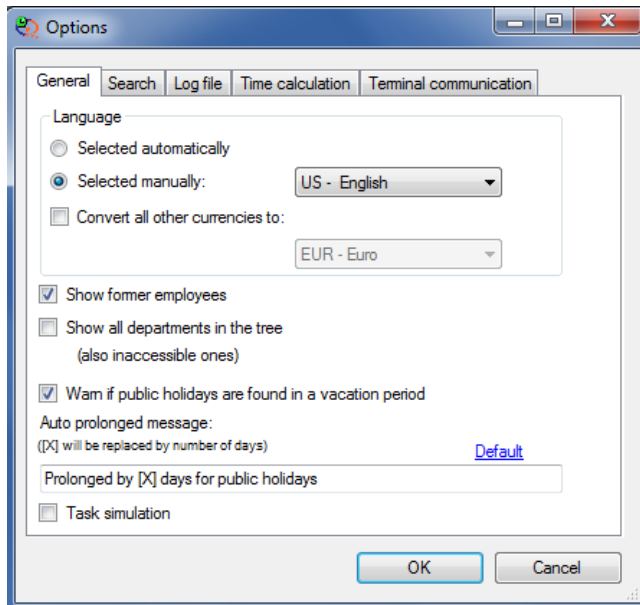 Options
General Search Log file Time calculation Terminal communication
Language
Selected automatically
Selected manually: US - English
Convert all other currencies to:
EUR - Euro
Show former employees
Show all departments in the tree
(also inaccessible ones)
Warn if public holidays are found in a vacation period
Auto prolonged message:
([X] will be replaced by number of days) Default
Prolonged by [X] days for public holidays
Task simulation
OK Cancel